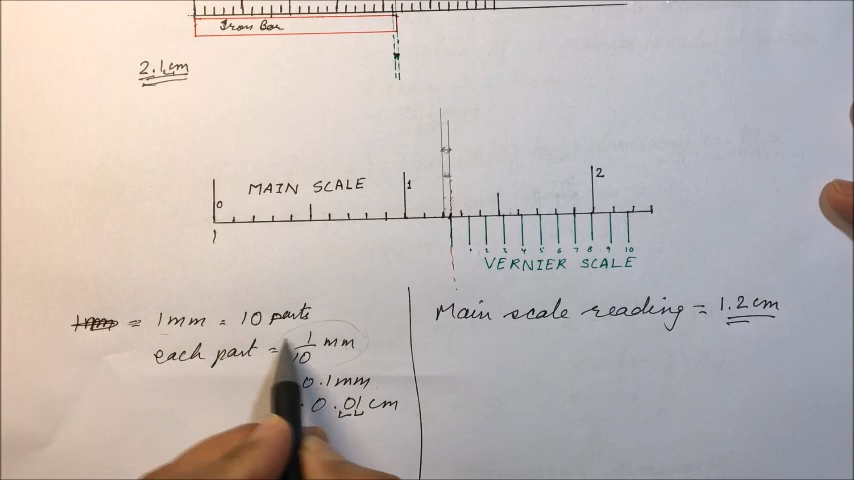 Iron Bar
2.1cm
MAIN SCALE
0 1 2
1 2 3 4 5 6 7 8 9 10
VERNIER SCALE
= 1mm = 10 parts
each part = 1/10 mm
0.1mm
0.01cm
Main scale reading = 1.2cm